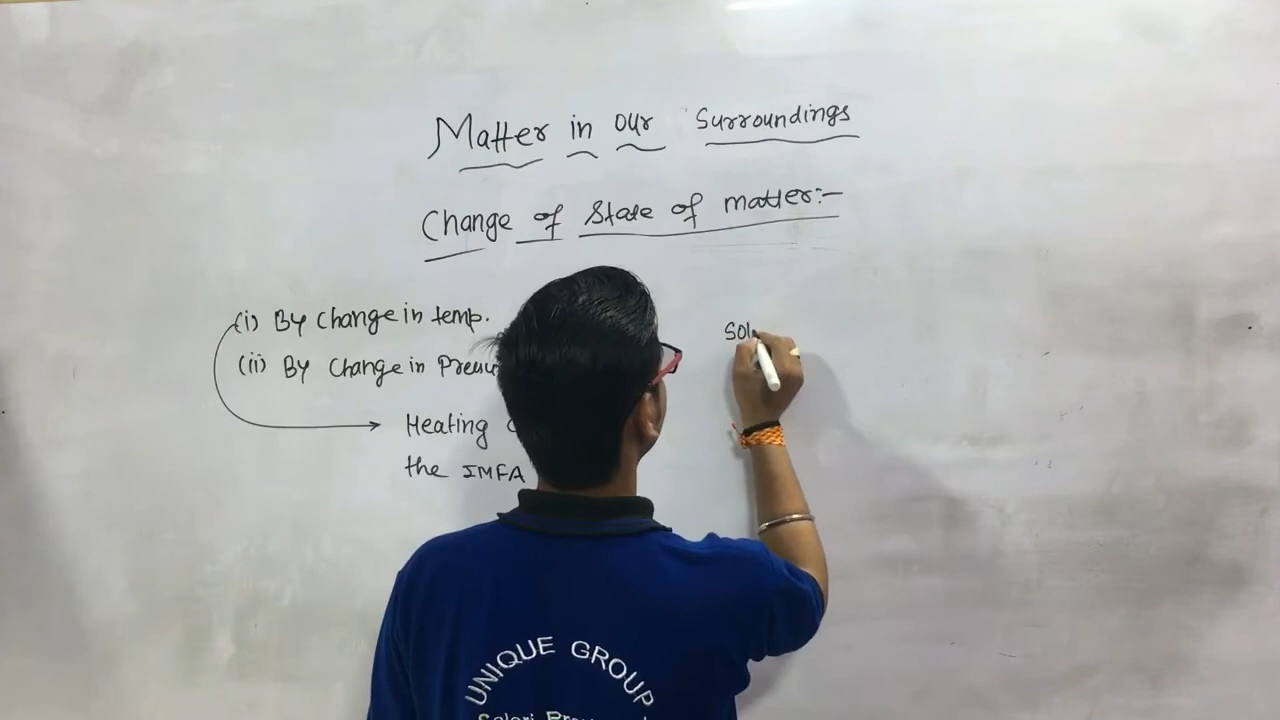 Matter in our Surroundings
Change of State of matter:-
(i) By Change in temp.
(ii) By Change in
Heating
the IMFA
UNIQUE GROUP